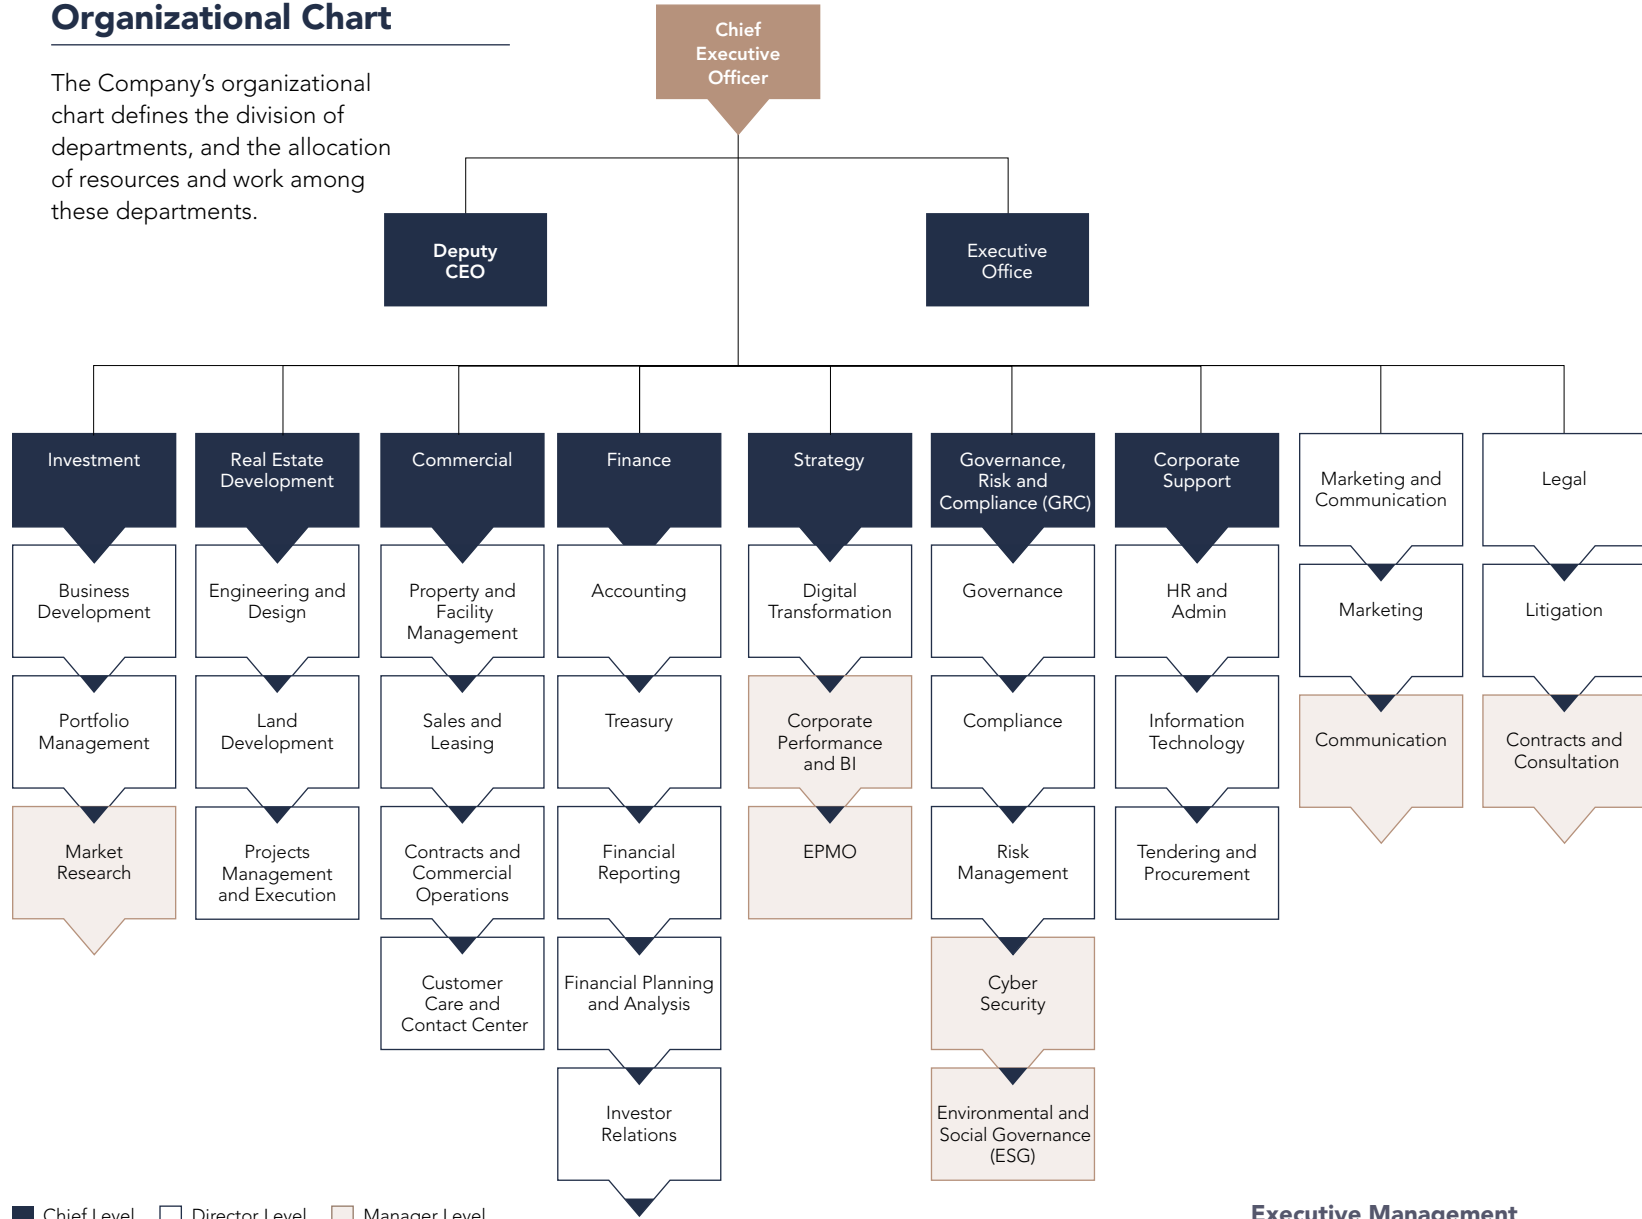 Organizational Chart
The Company's organizational
chart defines the division of
departments, and the allocation
of resources and work among
these departments.
Chief
Executive
Officer
Deputy
CEO
Executive
Office
Investment
Business
Development
Portfolio
Management
Market
Research
Real Estate
Development
Engineering and
Design
Land
Development
Projects
Management
and Execution
Commercial
Property and
Facility
Management
Sales and
Leasing
Contracts and
Commercial
Operations
Customer
Care and
Contact Center
Finance
Accounting
Treasury
Financial
Reporting
Financial Planning
and Analysis
Investor
Relations
Strategy
Digital
Transformation
Corporate
Performance
and BI
EPMO
Governance,
Risk and
Compliance (GRC)
Governance
Compliance
Risk
Management
Cyber
Security
Environmental and
Social Governance
(ESG)
Corporate
Support
HR and
Admin
Information
Technology
Tendering and
Procurement
Marketing and
Communication
Marketing
Communication
Legal
Litigation
Contracts and
Consultation
Chief Level
Director Level
Manager Level
Executive Management